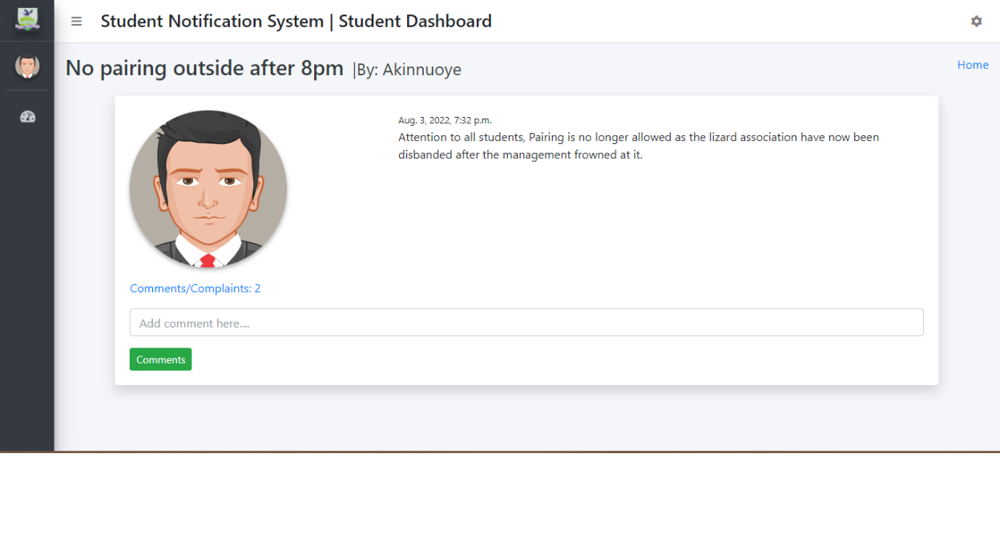 Student Notification System | Student Dashboard
No pairing outside after 8pm |By: Akinnuoye
Home
Aug. 3, 2022, 7:32 p.m.
Attention to all students, Pairing is no longer allowed as the lizard association have now been
disbanded after the management frowned at it.
Comments/Complaints: 2
Add comment here....
Comments